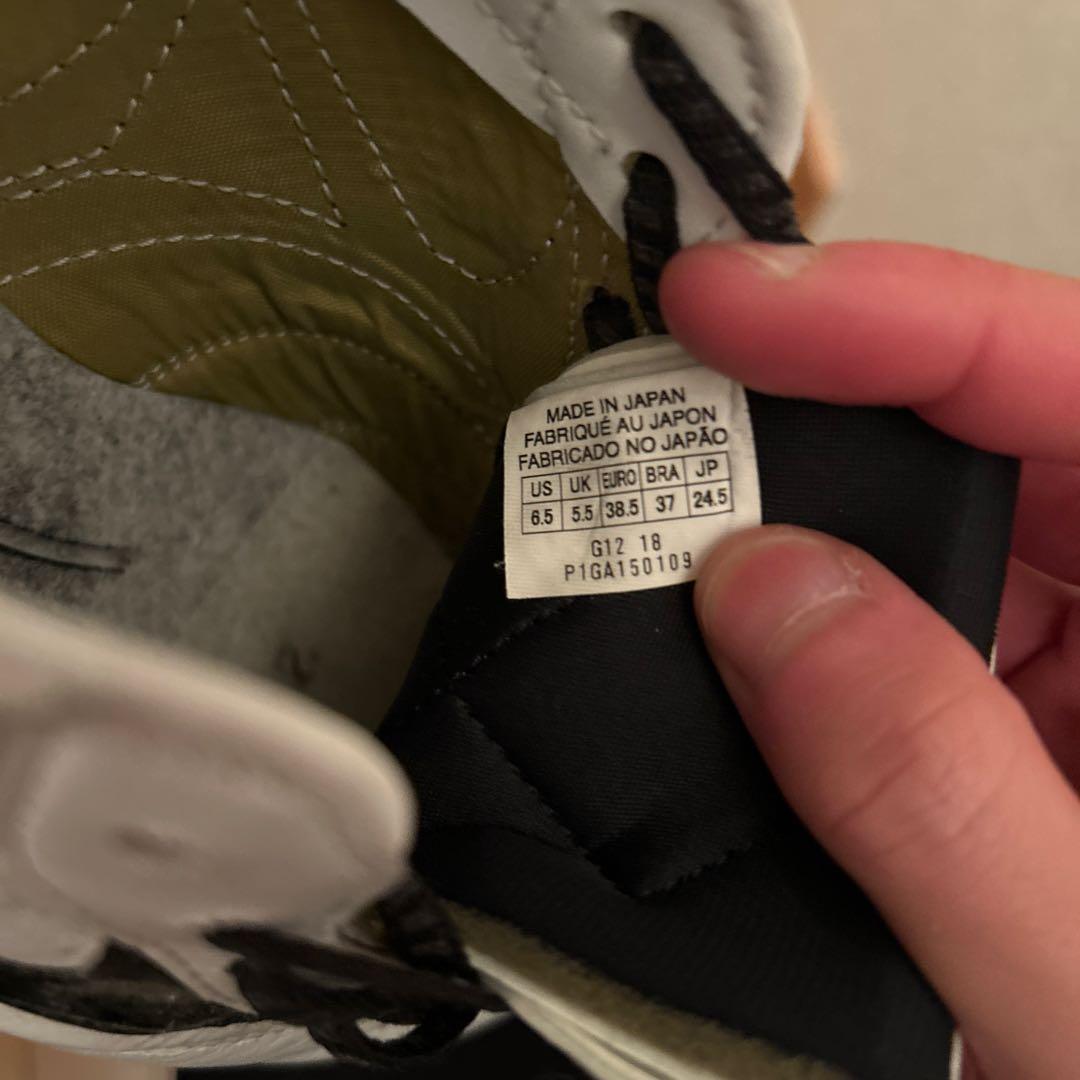 MADE IN JAPAN
FABRIQUÉ AU JAPON
FABRICADO NO JAPÃO
US UK EURO BRA JP
6.5 5.5 38.5 37 24.5
G12 18
P1GA150109